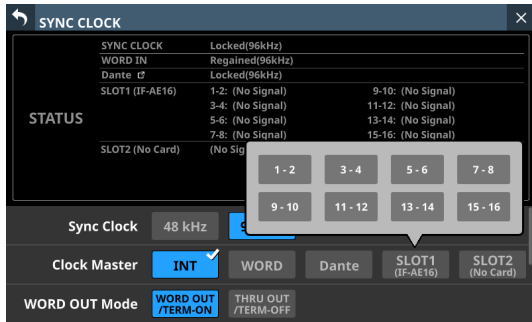 SYNC CLOCK
SYNC CLOCK Locked(96kHz)
WORD IN Regained(96kHz)
Dante Locked(96kHz)
SLOT1 (IF-AE16) 1-2: (No Signal) 9-10: (No Signal)
3-4: (No Signal) 11-12: (No Signal)
STATUS 5-6: (No Signal) 13-14: (No Signal)
7-8: (No Signal) 15-16: (No Signal)
SLOT2 (No Card) (No Sig
1 - 2 3 - 4 5 - 6 7 - 8
9 - 10 11 - 12 13 - 14 15 - 16
Sync Clock 48 kHz 9
Clock Master INT WORD Dante SLOT1 (IF-AE16) SLOT2 (No Card)
WORD OUT Mode WORD OUT /TERM-ON THRU OUT /TERM-OFF